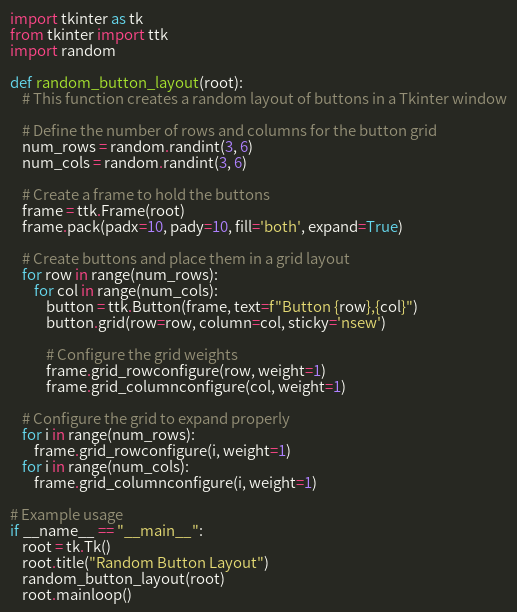 import tkinter as tk
from tkinter import ttk
import random

def random_button_layout(root):
    # This function creates a random layout of buttons in a Tkinter window

    # Define the number of rows and columns for the button grid
    num_rows = random.randint(3, 6)
    num_cols = random.randint(3, 6)

    # Create a frame to hold the buttons
    frame = ttk.Frame(root)
    frame.pack(padx=10, pady=10, fill='both', expand=True)

    # Create buttons and place them in a grid layout
    for row in range(num_rows):
        for col in range(num_cols):
            button = ttk.Button(frame, text=f"Button {row},{col}")
            button.grid(row=row, column=col, sticky='nsew')

            # Configure the grid weights
            frame.grid_rowconfigure(row, weight=1)
            frame.grid_columnconfigure(col, weight=1)

    # Configure the grid to expand properly
    for i in range(num_rows):
        frame.grid_rowconfigure(i, weight=1)
    for i in range(num_cols):
        frame.grid_columnconfigure(i, weight=1)

# Example usage
if __name__ == "__main__":
    root = tk.Tk()
    root.title("Random Button Layout")
    random_button_layout(root)
    root.mainloop()